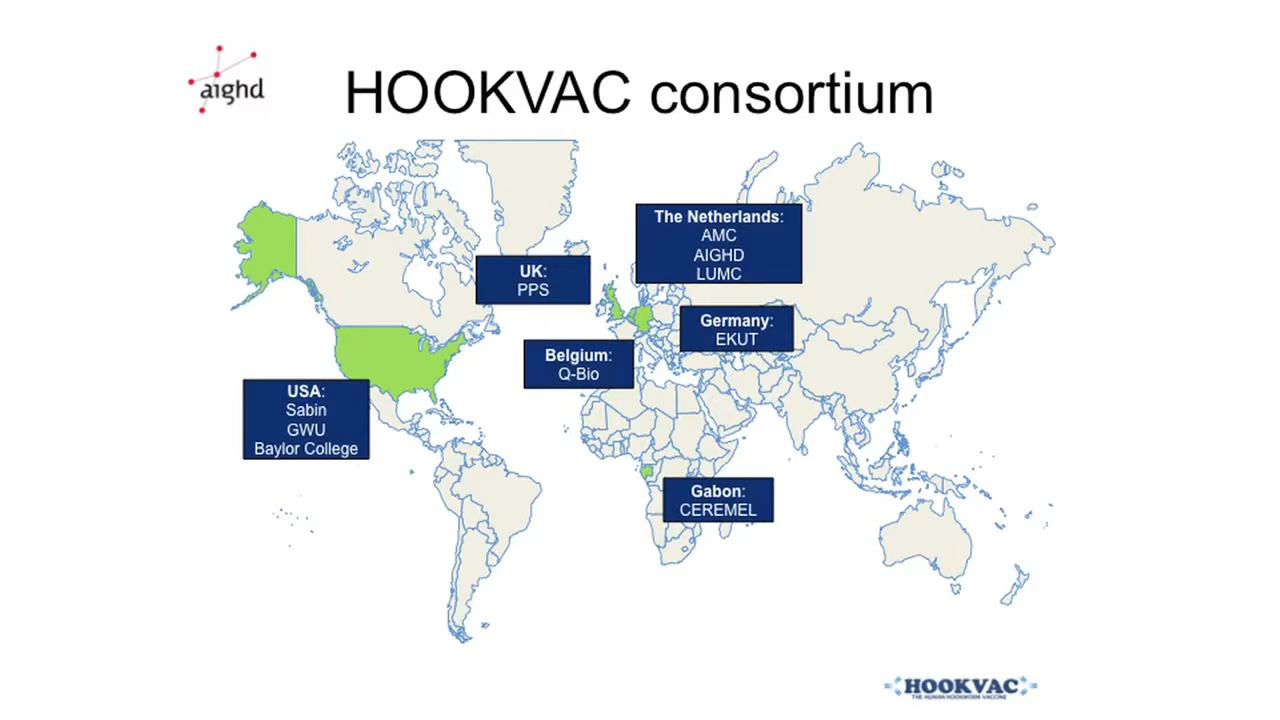 aighd
HOOKVAC consortium
The Netherlands:
AMC
AIGHD
LUMC
UK:
PPS
Germany:
EKUT
Belgium:
Q-Bio
USA:
Sabin
GWU
Baylor College
Gabon:
CEREMEL
HOOKVAC
THE HUMAN HOOKWORM VACCINE